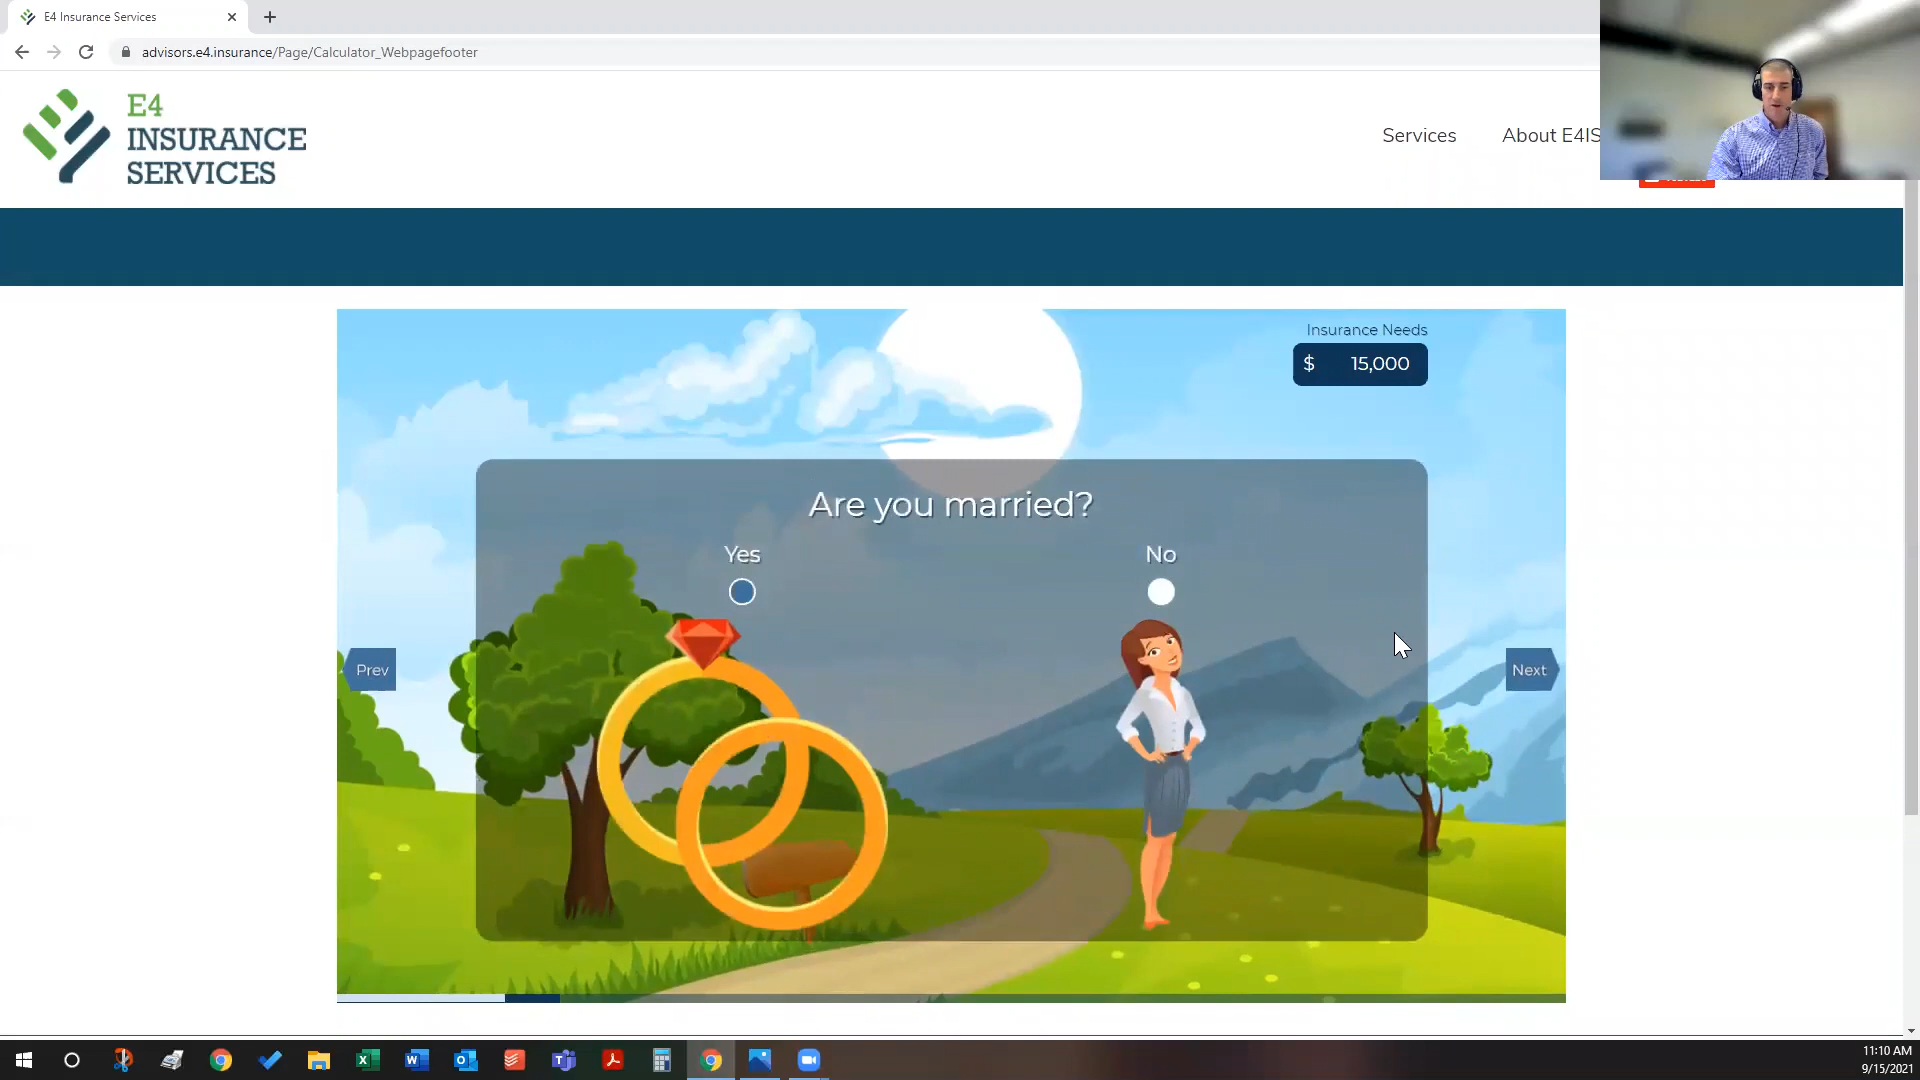 E4 Insurance Services
advisors.e4.insurance/Page/Calculator_Webpagefooter
E4
INSURANCE
SERVICES
Services
About E4IS
Insurance Needs
$ 15,000
Are you married?
Yes
No
Prev
Next
11:10 AM
9/15/2021